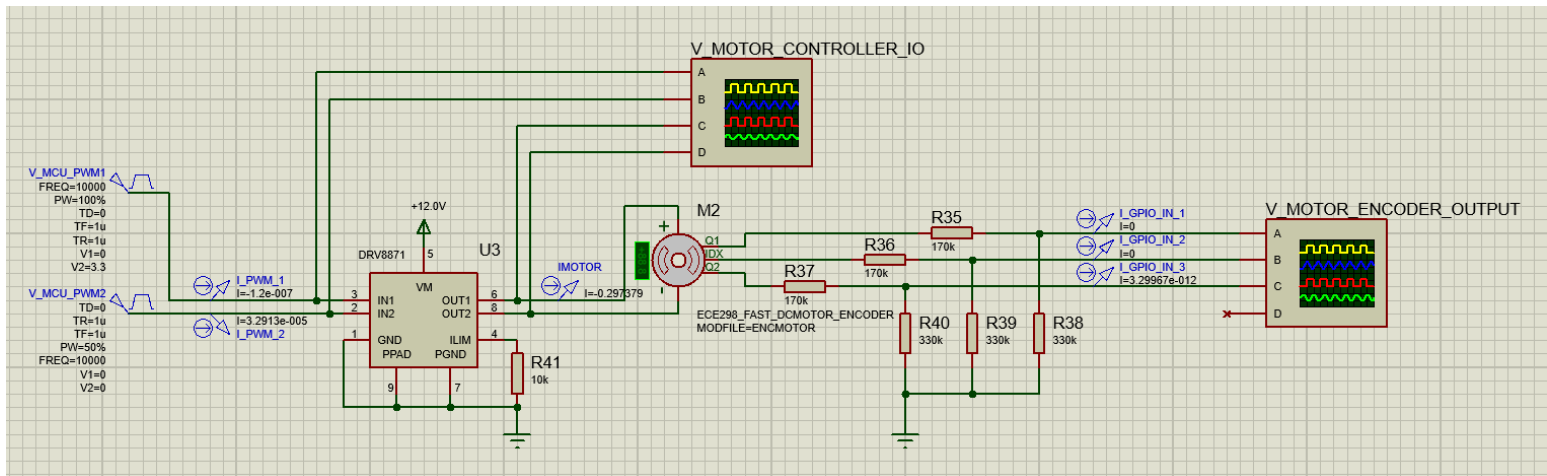 V_MOTOR_CONTROLLER_IO
A
B
C
D
V_MCU_PWM1
FREQ=10000
PW=100%
TD=0
TF=1u
TR=1u
V1=0
V2=3.3
V_MCU_PWM2
TD=0
TR=1u
TF=1u
PW=50%
FREQ=10000
V1=0
V2=0
I_PWM_1
I=-1.2e-007
I=3.2913e-005
I_PWM_2
+12.0V
DRV8871
U3
5
VM
3 IN1 OUT1 6
2 IN2 OUT2 8
1 GND ILIM 4
PPAD PGND
9 7
R41
10k
IMOTOR
I=-0.297379
M2
+
-
Q1
IDX
Q2
ECE298_FAST_DCMOTOR_ENCODER
MODFILE=ENCMOTOR
R35
170k
R36
170k
R37
170k
R40
330k
R39
330k
R38
330k
I_GPIO_IN_1
I=0
I_GPIO_IN_2
I=0
I_GPIO_IN_3
I=3.29967e-012
V_MOTOR_ENCODER_OUTPUT
A
B
C
D